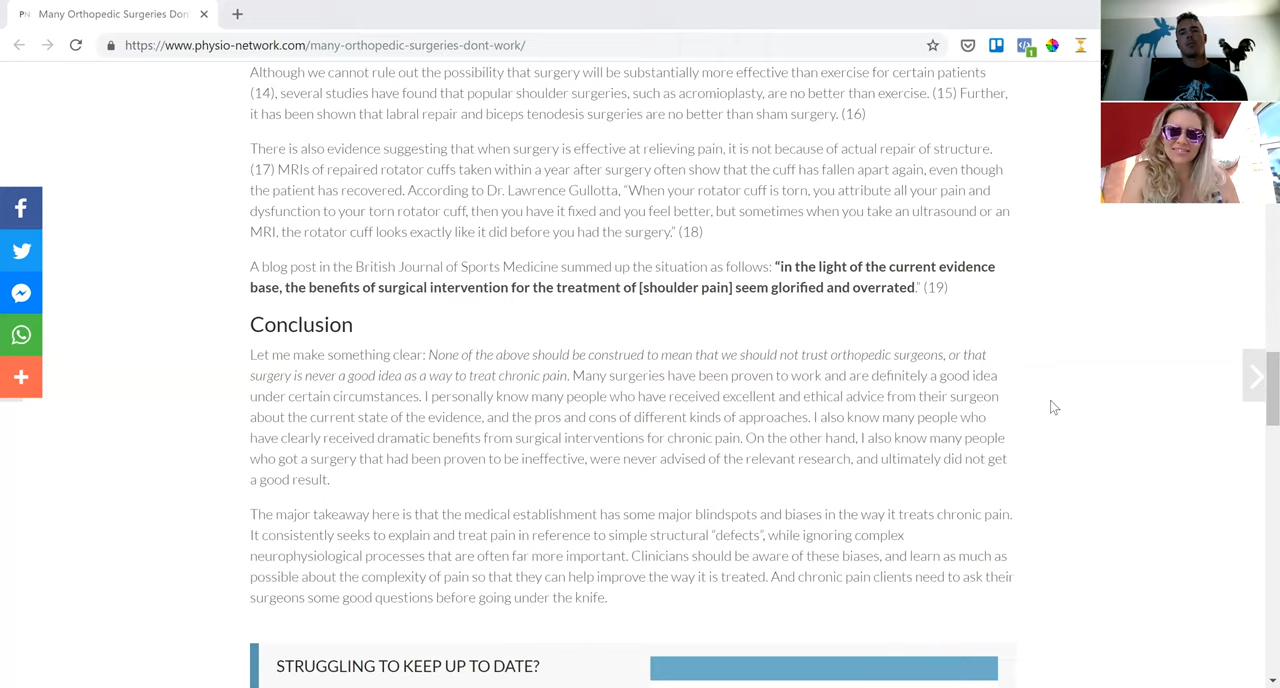 PN Many Orthopedic Surgeries Don
https://www.physio-network.com/many-orthopedic-surgeries-dont-work/
1
Although we cannot rule out the possibility that surgery will be substantially more effective than exercise for certain patients
(14), several studies have found that popular shoulder surgeries, such as acromioplasty, are no better than exercise. (15) Further,
it has been shown that labral repair and biceps tenodesis surgeries are no better than sham surgery. (16)
There is also evidence suggesting that when surgery is effective at relieving pain, it is not because of actual repair of structure.
(17) MRIs of repaired rotator cuffs taken within a year after surgery often show that the cuff has fallen apart again, even though
the patient has recovered. According to Dr. Lawrence Gullotta, “When your rotator cuff is torn, you attribute all your pain and
dysfunction to your torn rotator cuff, then you have it fixed and you feel better, but sometimes when you take an ultrasound or an
MRI, the rotator cuff looks exactly like it did before you had the surgery.” (18)
A blog post in the British Journal of Sports Medicine summed up the situation as follows: “in the light of the current evidence
base, the benefits of surgical intervention for the treatment of [shoulder pain] seem glorified and overrated.” (19)
Conclusion
Let me make something clear: None of the above should be construed to mean that we should not trust orthopedic surgeons, or that
surgery is never a good idea as a way to treat chronic pain. Many surgeries have been proven to work and are definitely a good idea
under certain circumstances. I personally know many people who have received excellent and ethical advice from their surgeon
about the current state of the evidence, and the pros and cons of different kinds of approaches. I also know many people who
have clearly received dramatic benefits from surgical interventions for chronic pain. On the other hand, I also know many people
who got a surgery that had been proven to be ineffective, were never advised of the relevant research, and ultimately did not get
a good result.
The major takeaway here is that the medical establishment has some major blindspots and biases in the way it treats chronic pain.
It consistently seeks to explain and treat pain in reference to simple structural “defects”, while ignoring complex
neurophysiological processes that are often far more important. Clinicians should be aware of these biases, and learn as much as
possible about the complexity of pain so that they can help improve the way it is treated. And chronic pain clients need to ask their
surgeons some good questions before going under the knife.
STRUGGLING TO KEEP UP TO DATE?